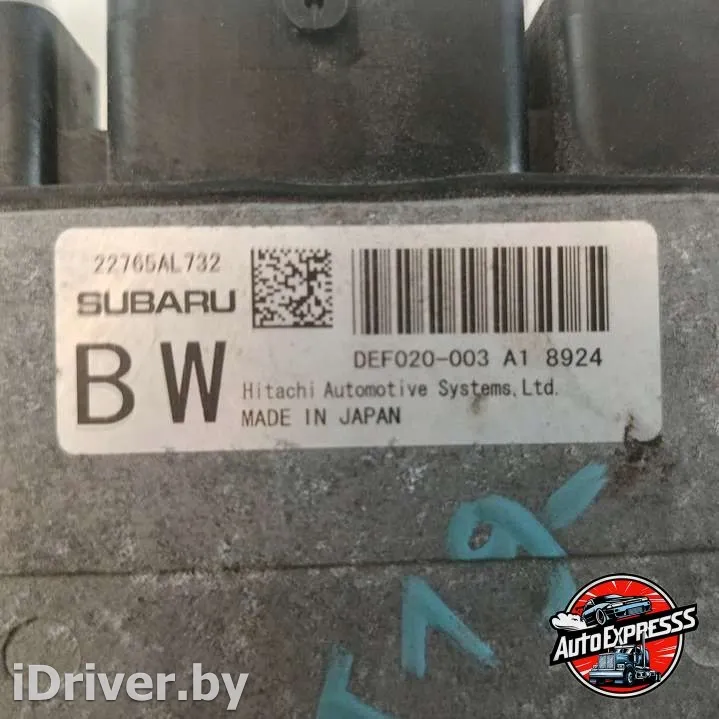 22765AL732
SUBARU
BW
DEF020-003 A1 8924
Hitachi Automotive Systems, Ltd.
MADE IN JAPAN
AUTOEXPRESSS
iDriver.by